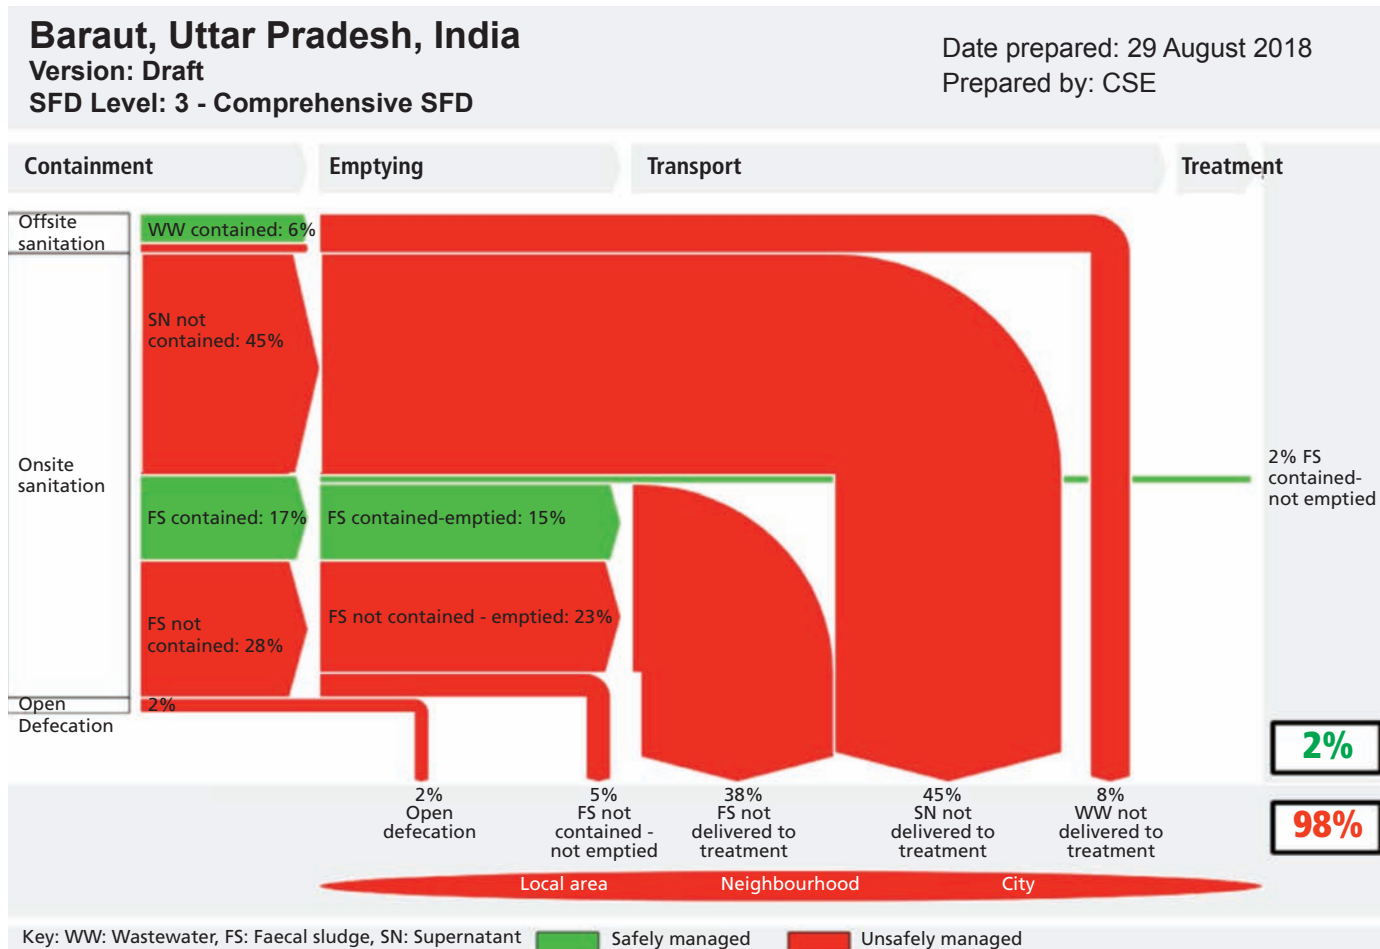 Baraut, Uttar Pradesh, India
Version: Draft
SFD Level: 3 - Comprehensive SFD
Date prepared: 29 August 2018
Prepared by: CSE
Containment
Emptying
Transport
Treatment
Offsite
sanitation
WW contained: 6%
SN not
contained: 45%
Onsite
sanitation
2% FS
contained-
not emptied
FS contained: 17%
FS contained-emptied: 15%
FS not
contained: 28%
FS not contained - emptied: 23%
Open
Defecation
2%
2%
98%
2%
Open
defecation
5%
FS not
contained -
not emptied
38%
FS not
delivered to
treatment
45%
SN not
delivered to
treatment
8%
WW not
delivered to
treatment
Local area
Neighbourhood
City
Key: WW: Wastewater, FS: Faecal sludge, SN: Supernatant
Safely managed
Unsafely managed